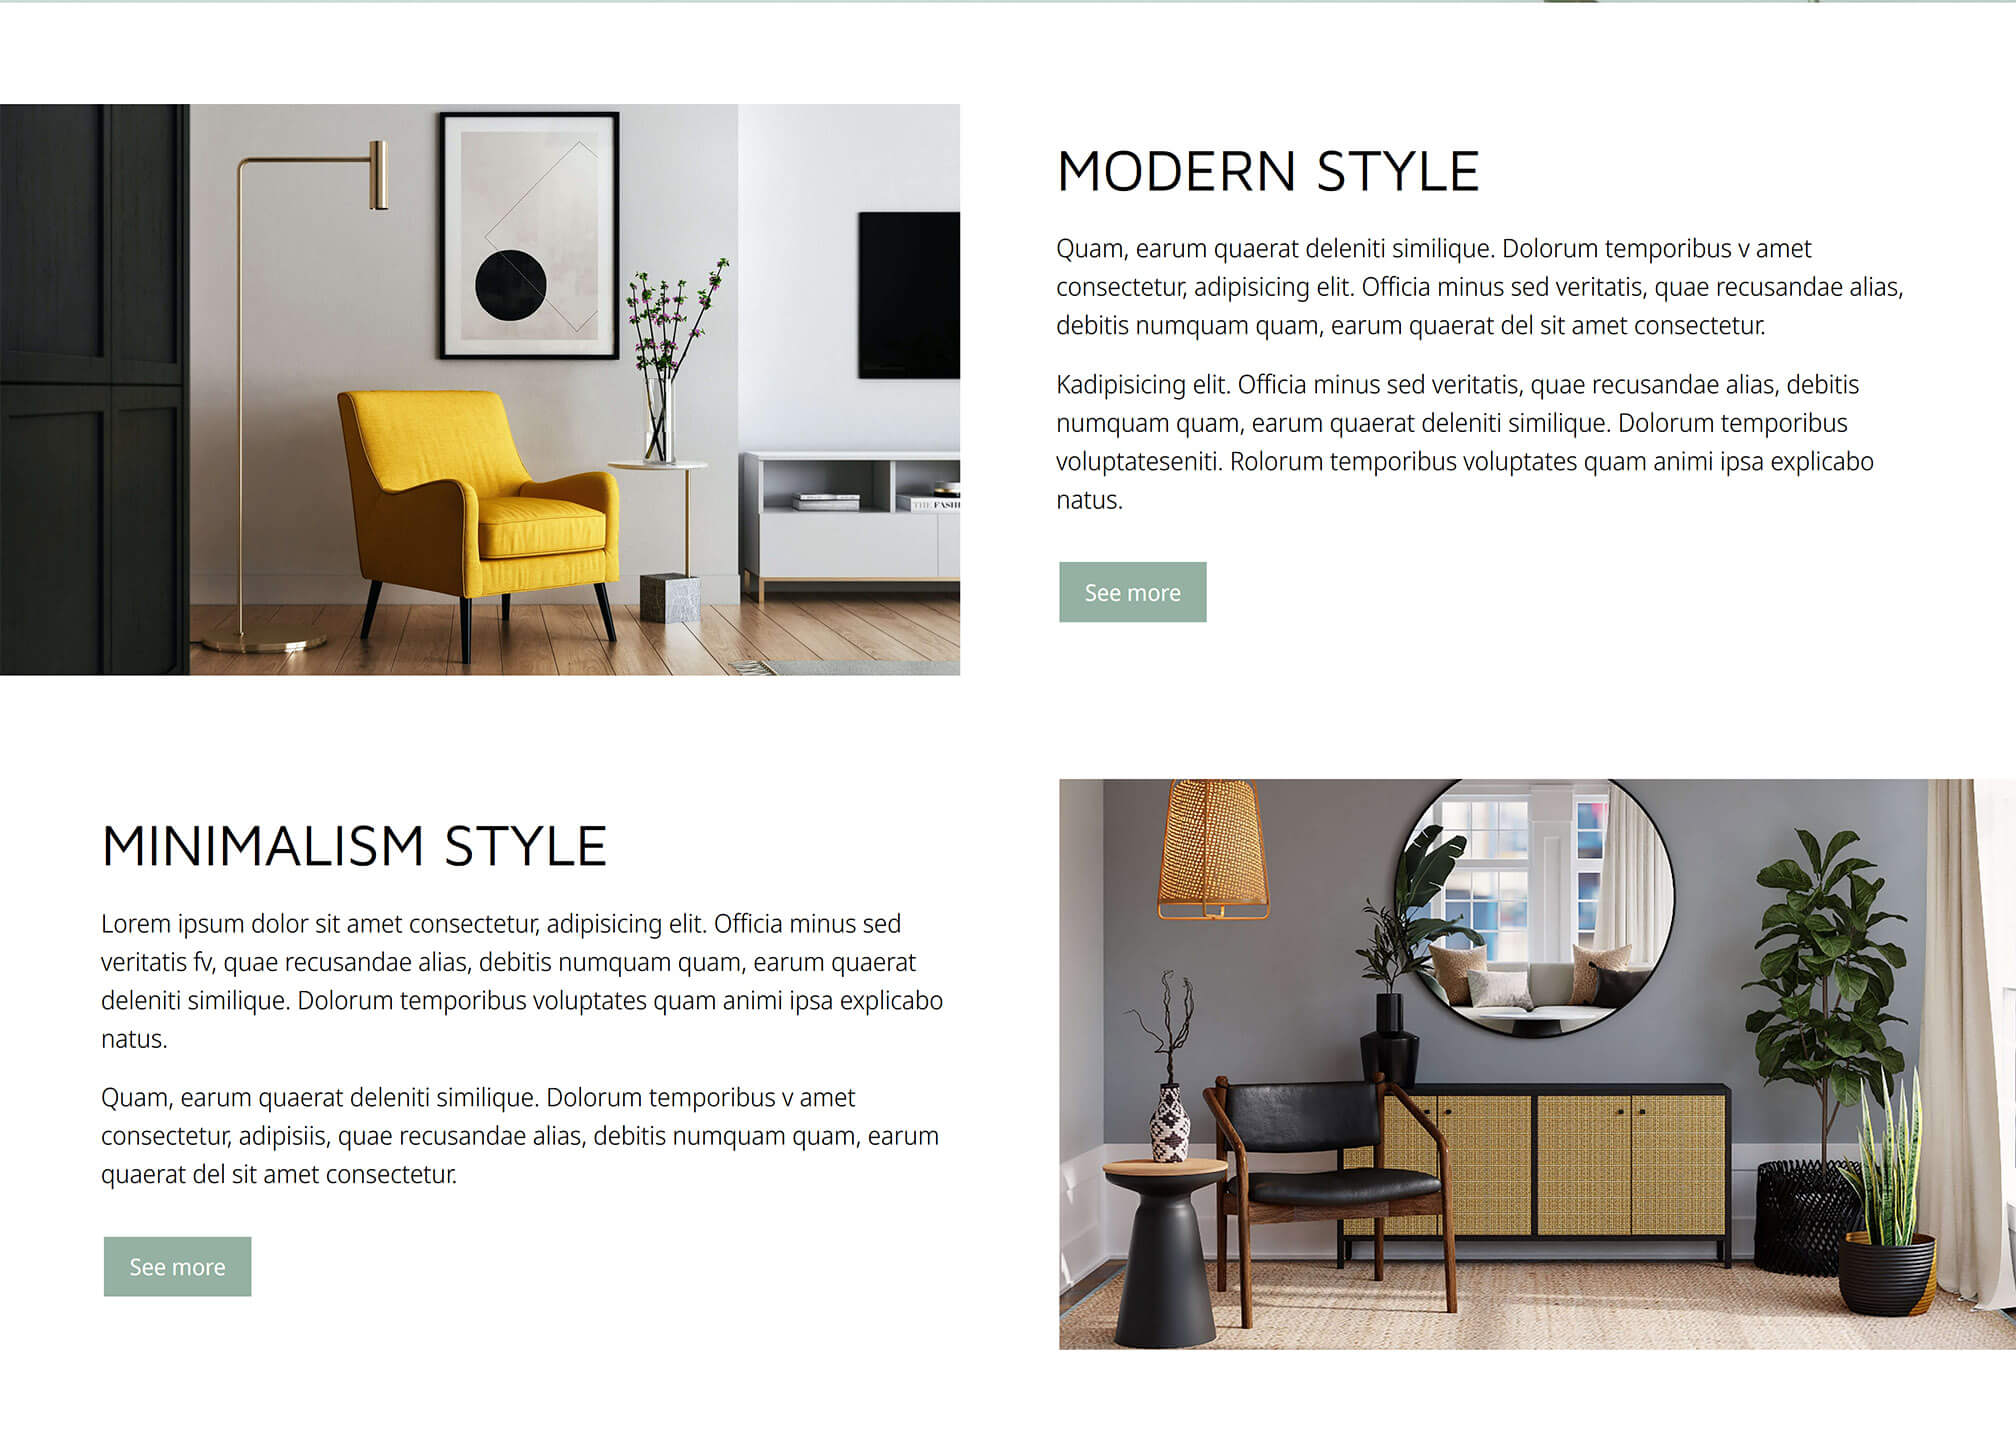 MODERN STYLE
Quam, earum quaerat deleniti similique. Dolorum temporibus v amet
consectetur, adipisicing elit. Officia minus sed veritatis, quae recusandae alias,
debitis numquam quam, earum quaerat del sit amet consectetur.
Kadipisicing elit. Officia minus sed veritatis, quae recusandae alias, debitis
numquam quam, earum quaerat deleniti similique. Dolorum temporibus
voluptateseniti. Rolorum temporibus voluptates quam animi ipsa explicabo
natus.
See more
THE FASHI
MINIMALISM STYLE
Lorem ipsum dolor sit amet consectetur, adipisicing elit. Officia minus sed
veritatis fv, quae recusandae alias, debitis numquam quam, earum quaerat
deleniti similique. Dolorum temporibus voluptates quam animi ipsa explicabo
natus.
Quam, earum quaerat deleniti similique. Dolorum temporibus v amet
consectetur, adipisiis, quae recusandae alias, debitis numquam quam, earum
quaerat del sit amet consectetur.
See more